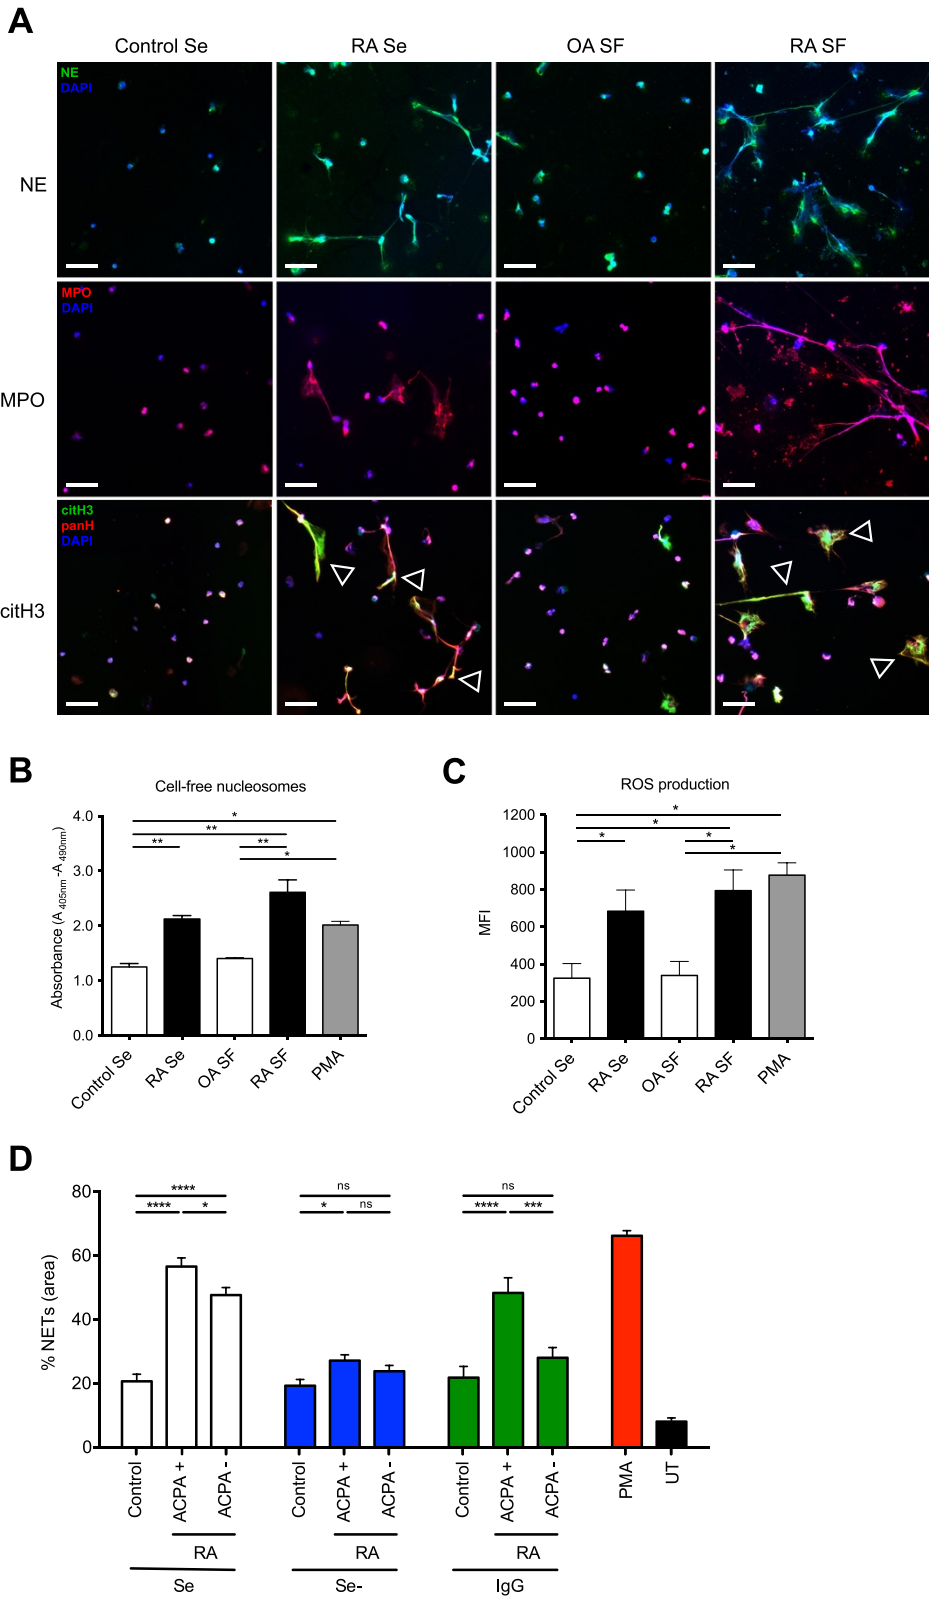 A
Control Se RA Se OA SF RA SF
NE
DAPI
NE
MPO
DAPI
MPO
citH3
panH
DAPI
citH3
B
Cell-free nucleosomes
Absorbance (A 405nm -A 490nm)
4.0
3.0
2.0
1.0
0.0
*
**
** **
*
Control Se RA Se OA SF RA SF PMA
C
ROS production
MFI
1200
1000
800
600
400
200
0
*
*
* *
*
Control Se RA Se OA SF RA SF PMA
D
% NETs (area)
80
60
40
20
0
**** ns ns
**** * * ns **** ***
Control ACPA + ACPA - Control ACPA + ACPA - Control ACPA + ACPA - PMA UT
RA RA RA
Se Se- IgG